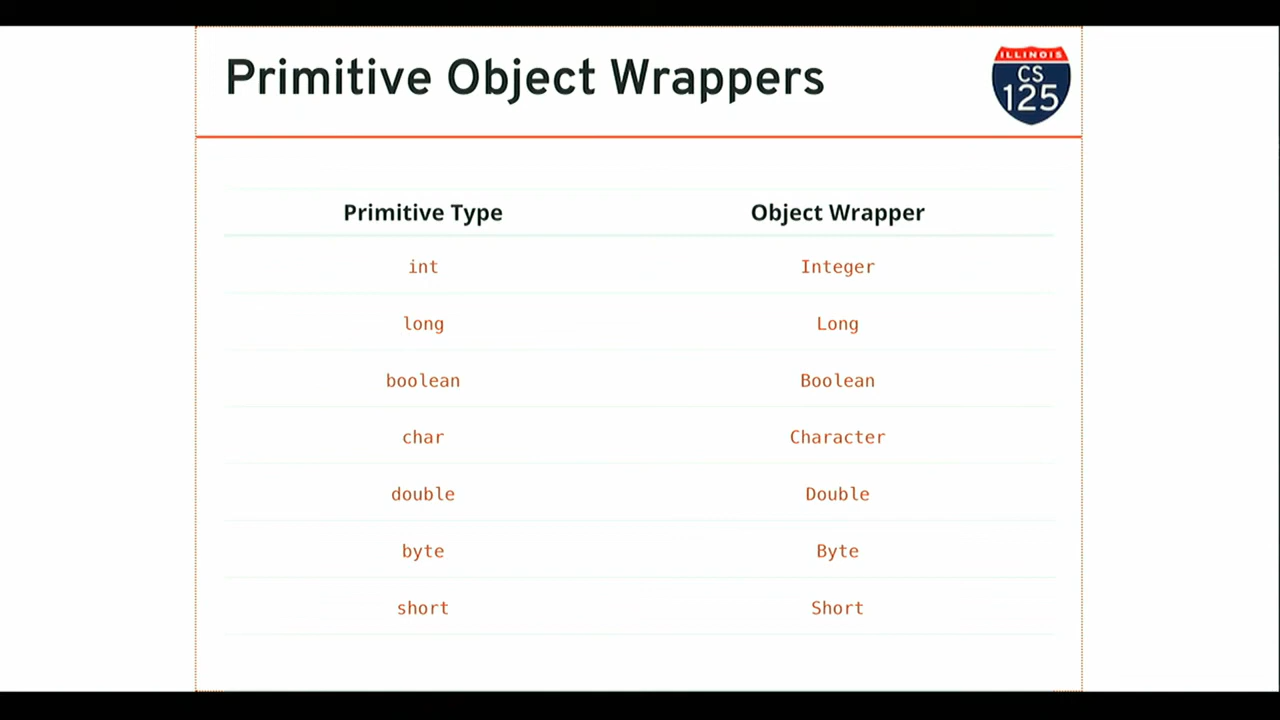 Primitive Object Wrappers
ILLINOIS
CS
125
Primitive Type Object Wrapper
int Integer
long Long
boolean Boolean
char Character
double Double
byte Byte
short Short